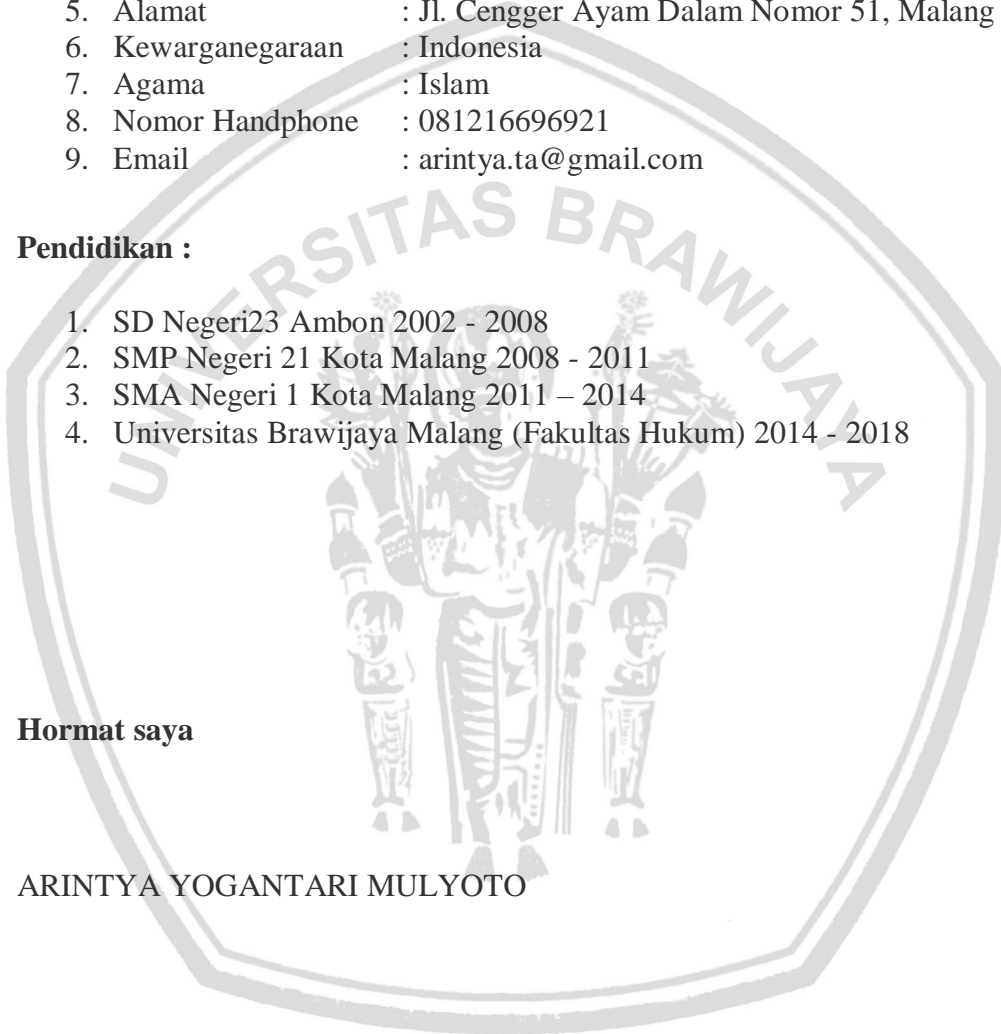 5. Alamat : Jl. Cengger Ayam Dalam Nomor 51, Malang
6. Kewarganegaraan : Indonesia
7. Agama : Islam
8. Nomor Handphone : 081216696921
9. Email : arintya.ta@gmail.com
UNIVERSITAS BRAWIJAYA
Pendidikan :
1. SD Negeri23 Ambon 2002 - 2008
2. SMP Negeri 21 Kota Malang 2008 - 2011
3. SMA Negeri 1 Kota Malang 2011 – 2014
4. Universitas Brawijaya Malang (Fakultas Hukum) 2014 - 2018
Hormat saya
ARINTYA YOGANTARI MULYOTO